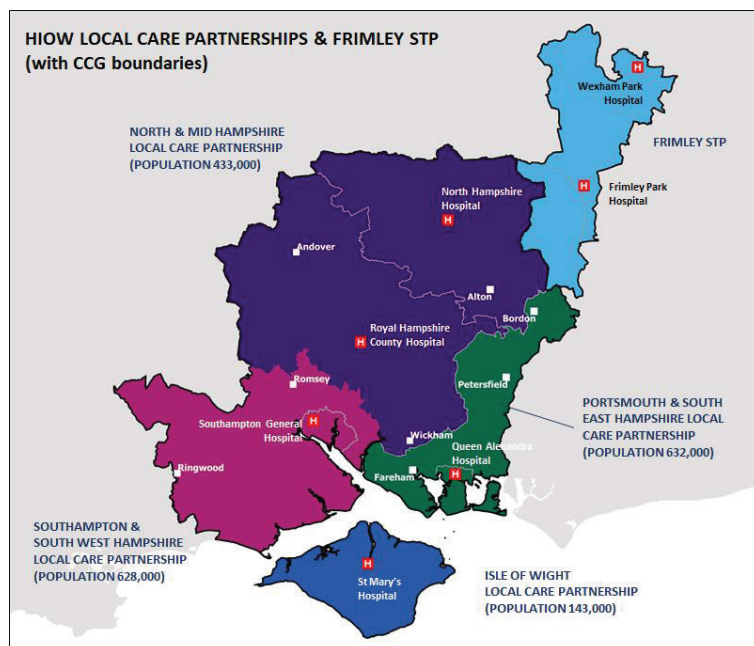 HIOW LOCAL CARE PARTNERSHIPS & FRIMLEY STP
(with CCG boundaries)
H
Wexham Park
Hospital
NORTH & MID HAMPSHIRE
LOCAL CARE PARTNERSHIP
(POPULATION 433,000)
FRIMLEY STP
H
Frimley Park
Hospital
North Hampshire
Hospital
H
Andover
Alton
Bordon
Royal Hampshire
County Hospital
H
Romsey
Petersfield
PORTSMOUTH & SOUTH
EAST HAMPSHIRE LOCAL
CARE PARTNERSHIP
(POPULATION 632,000)
Southampton General
Hospital
H
Wickham
Queen Alexandra
Hospital
H
Ringwood
Fareham
SOUTHAMPTON &
SOUTH WEST HAMPSHIRE
LOCAL CARE PARTNERSHIP
(POPULATION 628,000)
H
St Mary's
Hospital
ISLE OF WIGHT
LOCAL CARE PARTNERSHIP
(POPULATION 143,000)